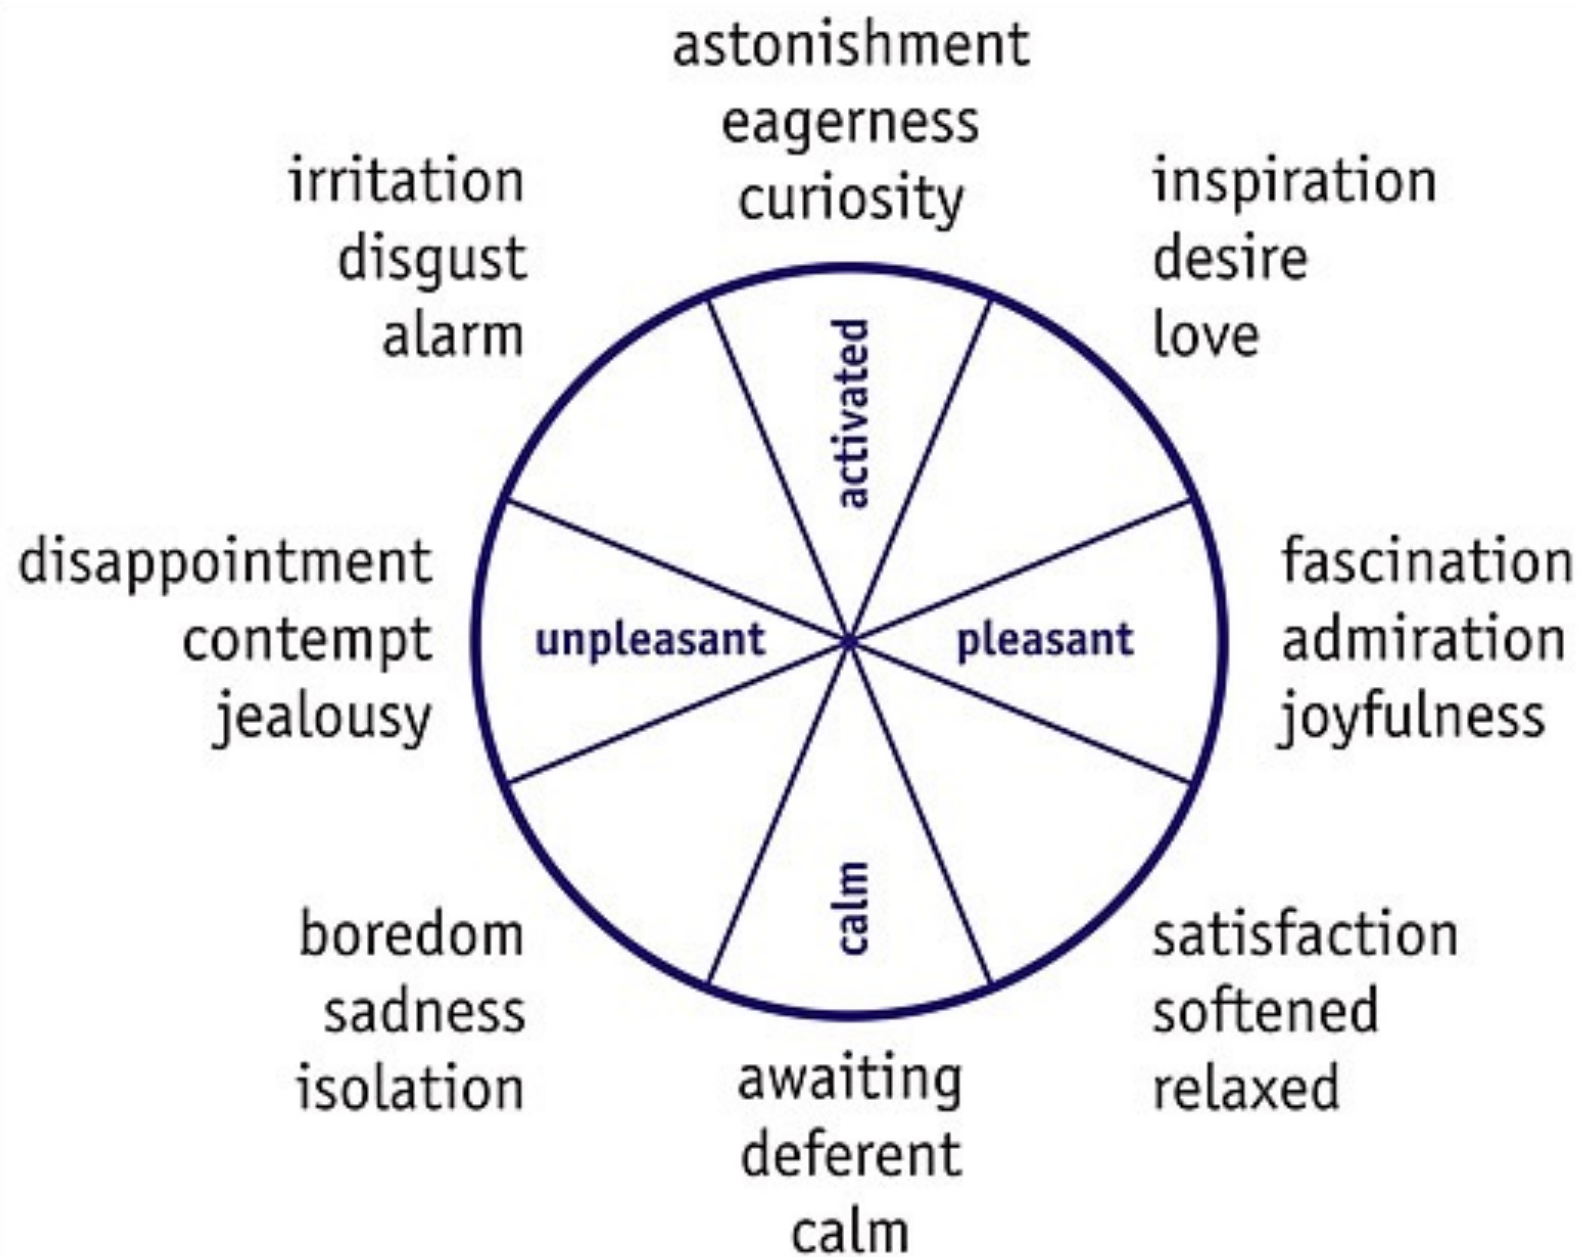 astonishment
eagerness
curiosity
irritation
disgust
alarm
inspiration
desire
love
activated
disappointment
contempt
jealousy
unpleasant
pleasant
fascination
admiration
joyfulness
calm
boredom
sadness
isolation
satisfaction
softened
relaxed
awaiting
deferent
calm